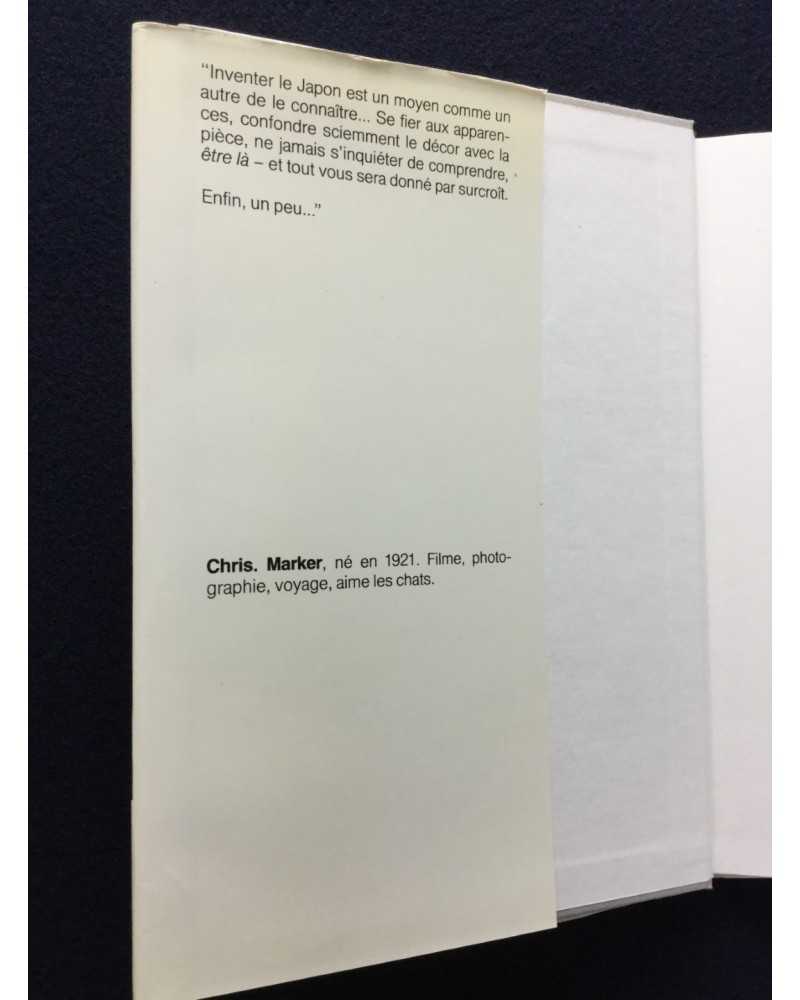 “Inventer le Japon est un moyen comme un
autre de le connaître... Se fier aux apparen-
ces, confondre sciemment le décor avec la
pièce, ne jamais s’inquiéter de comprendre,
être là – et tout vous sera donné par surcroît.
Enfin, un peu...”
Chris. Marker, né en 1921. Filme, photo-
graphie, voyage, aime les chats.